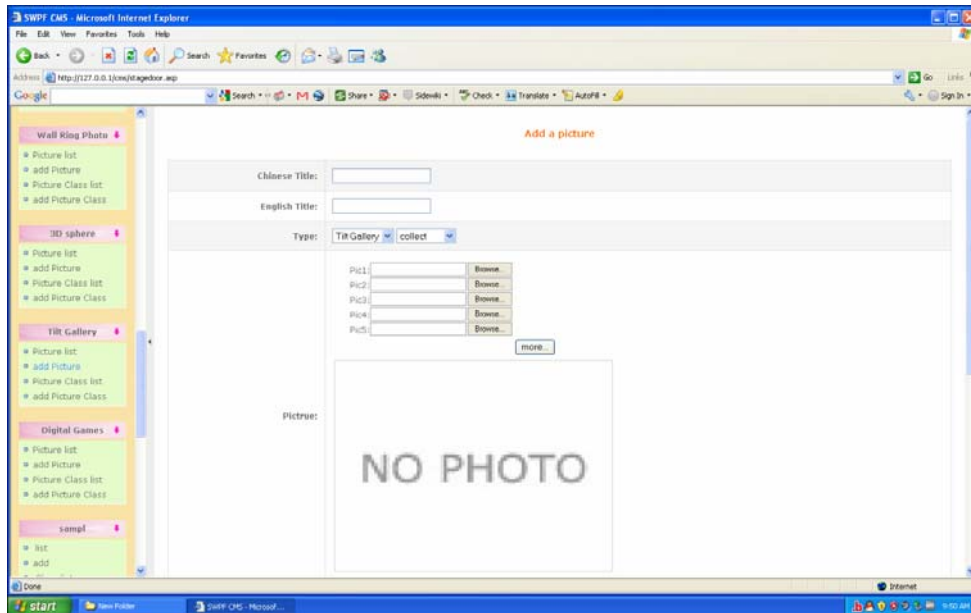 SWPF CMS - Microsoft Internet Explorer
File Edit View Favorites Tools Help
Back Search Favorites
Address http://127.0.0.1/cms/stagedoor.asp Go Links
Google Search Share Sidewiki Check Translate AutoFill Sign In
Wall Ring Photo
Picture list
add Picture
Picture Class list
add Picture Class
3D sphere
Picture list
add Picture
Picture Class list
add Picture Class
Tilt Gallery
Picture list
add Picture
Picture Class list
add Picture Class
Digital Games
Picture list
add Picture
Picture Class list
add Picture Class
sampl
list
add
Add a picture
Chinese Title:
English Title:
Type: Tilt Gallery collect
Pic1: Browse...
Pic2: Browse...
Pic3: Browse...
Pic4: Browse...
Pic5: Browse...
more...
Pictrue:
NO PHOTO
Done Internet
start New Folder SWPF CMS - Microsof... 9:50 AM